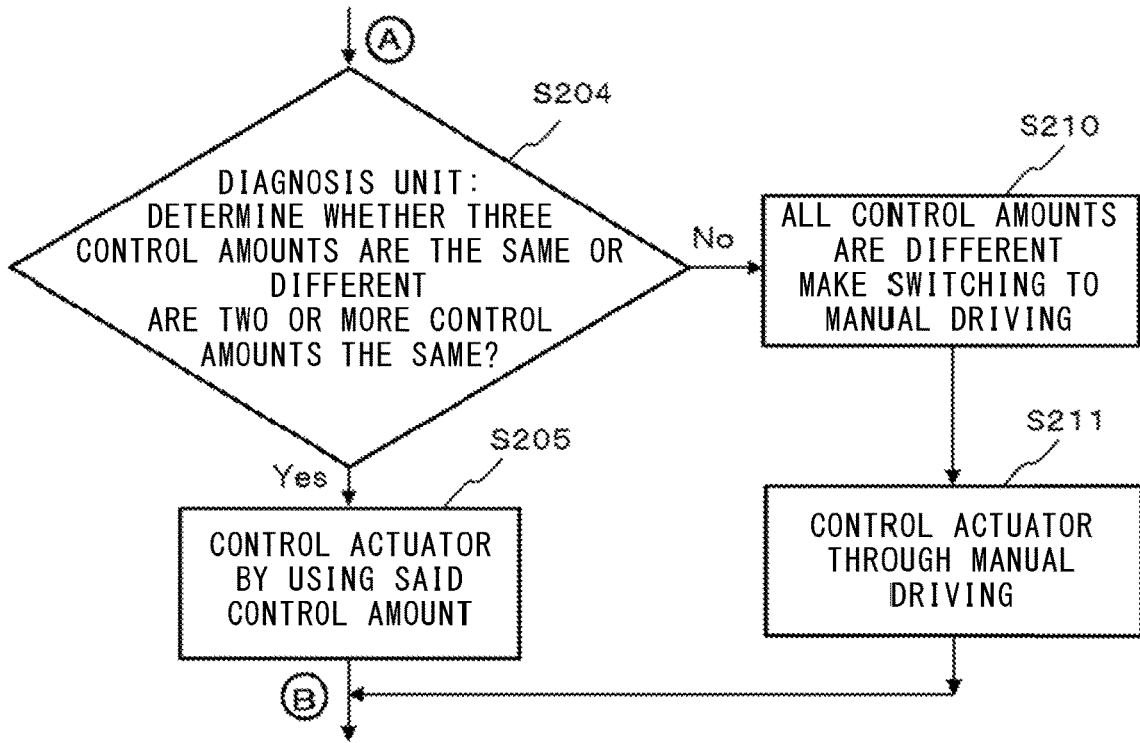 A
S204
DIAGNOSIS UNIT:
DETERMINE WHETHER THREE
CONTROL AMOUNTS ARE THE SAME OR
DIFFERENT
ARE TWO OR MORE CONTROL
AMOUNTS THE SAME?
No
S210
ALL CONTROL AMOUNTS
ARE DIFFERENT
MAKE SWITCHING TO
MANUAL DRIVING
Yes
S205
CONTROL ACTUATOR
BY USING SAID
CONTROL AMOUNT
S211
CONTROL ACTUATOR
THROUGH MANUAL
DRIVING
B